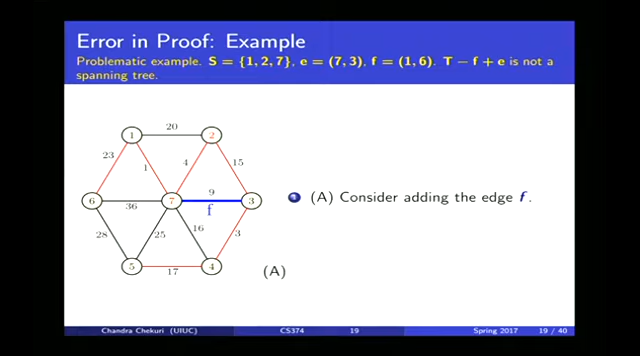 Error in Proof: Example
Problematic example. S = {1, 2, 7}, e = (7, 3), f = (1, 6). T − f + e is not a
spanning tree.
20
1
2
23
1
4
15
9
6
7
3
36
f
28
25
16
3
5
4
17
(A)
1 (A) Consider adding the edge f.
Chandra Chekuri (UIUC)
CS374
19
Spring 2017
19 / 40